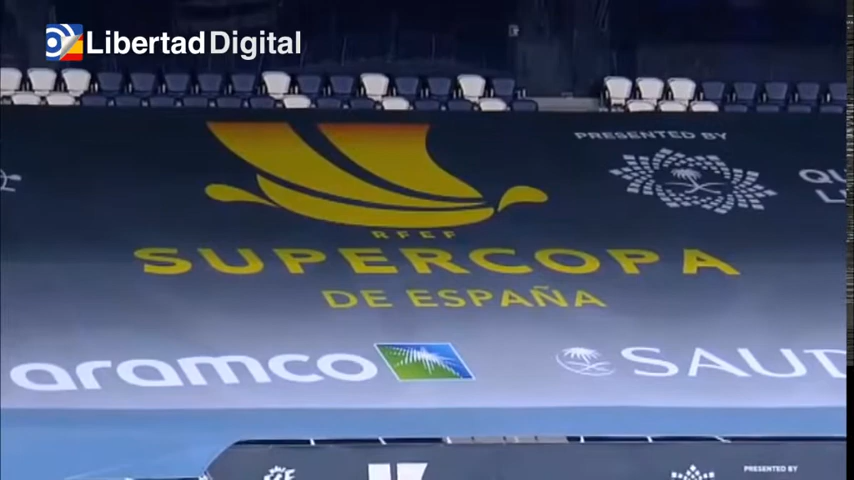 LibertadDigital
PRESENTED BY
RFEF
SUPERCOPA
DE ESPAÑA
aramco
SAUD
PRESENTED BY